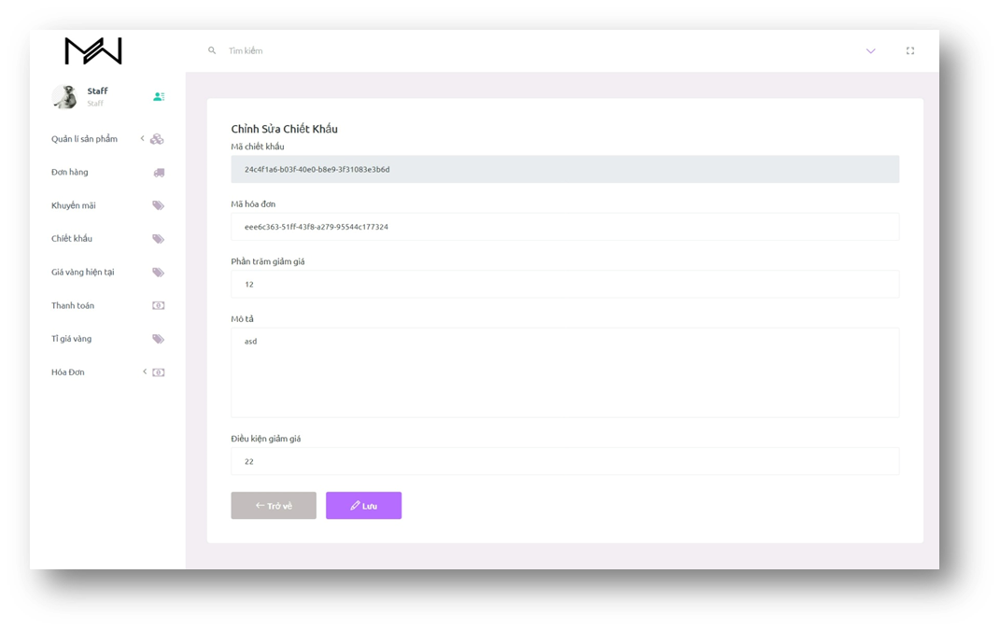 Tìm kiếm
Staff
Staff
Quản lí sản phẩm
Đơn hàng
Khuyến mãi
Chiết khấu
Giá vàng hiện tại
Thanh toán
Tỉ giá vàng
Hóa Đơn
Chỉnh Sửa Chiết Khấu
Mã chiết khấu
24c4f1a6-b03f-40e0-b8e9-3f31083e3b6d
Mã hóa đơn
eee6c363-51ff-43f8-a279-95544c177324
Phần trăm giảm giá
12
Mô tả
asd
Điều kiện giảm giá
22
Trở về
Lưu